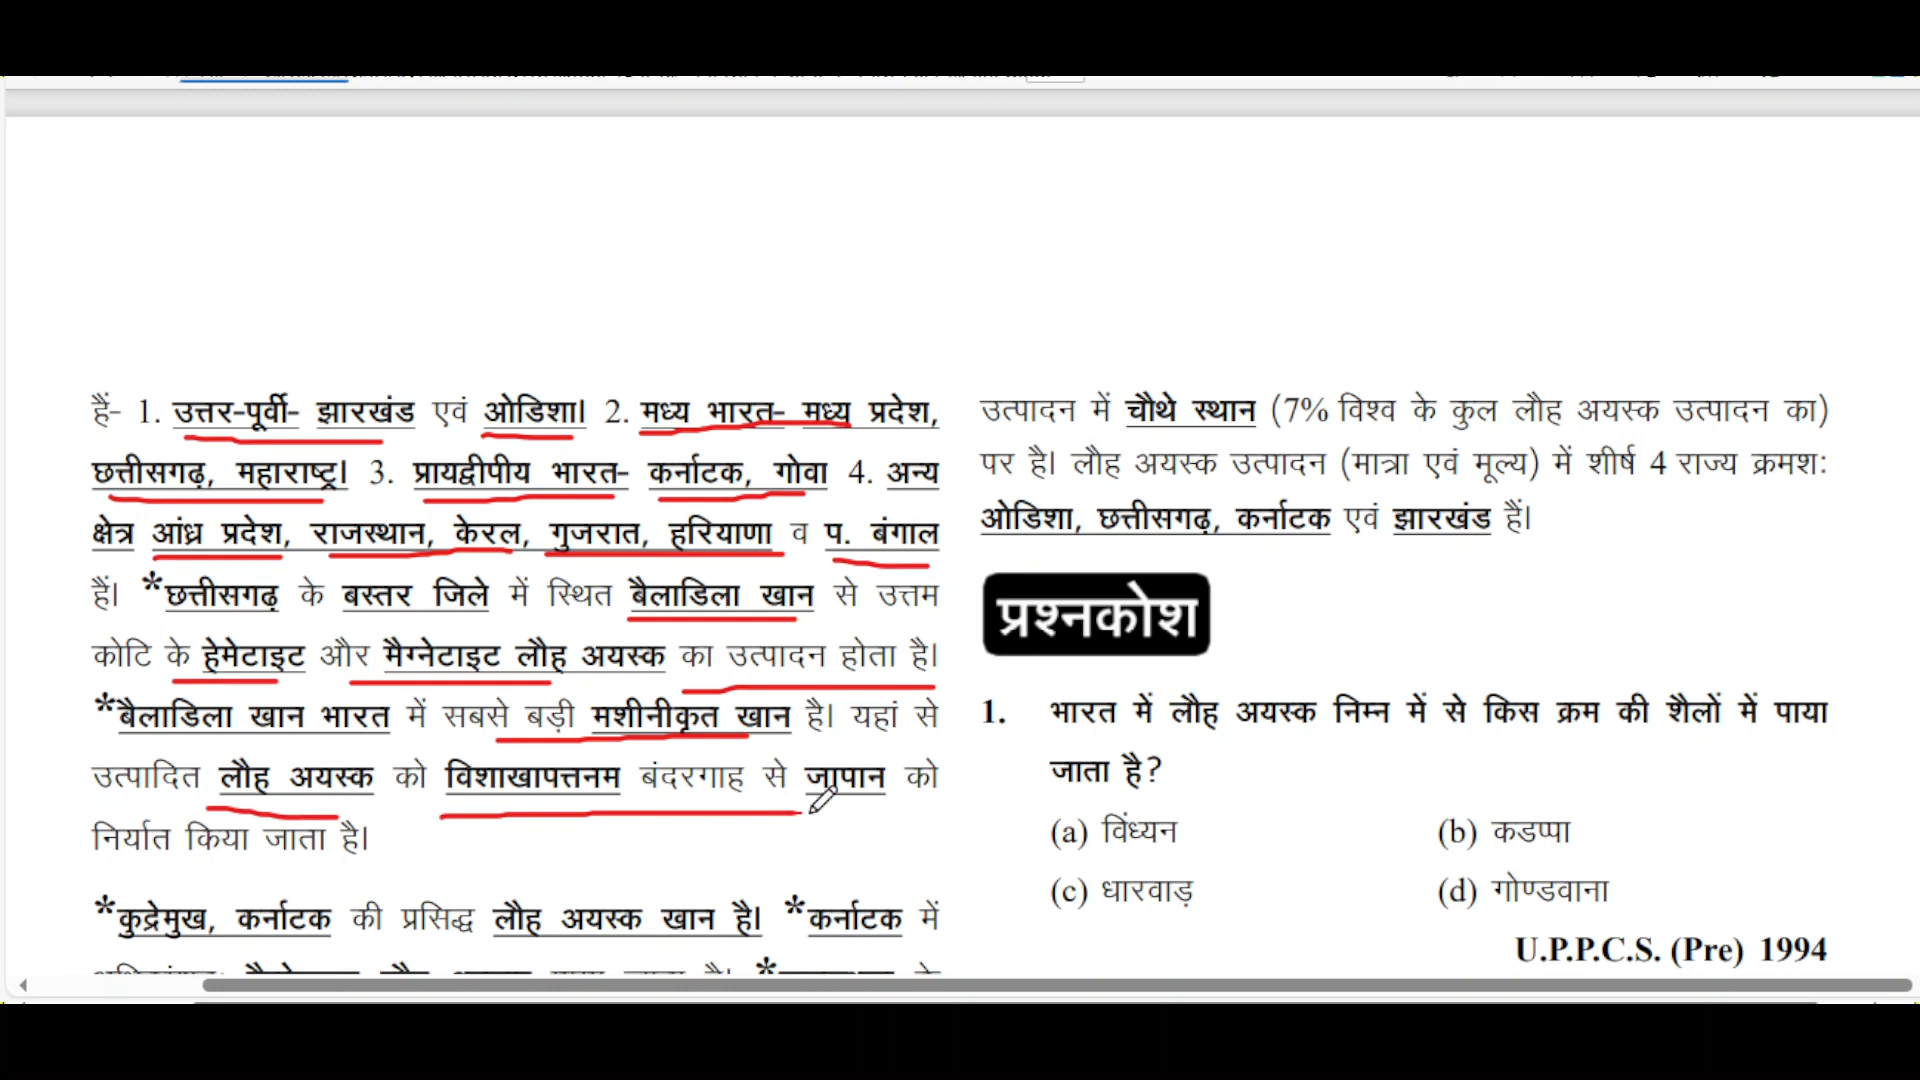 हैं- 1. उत्तर-पूर्वी- झारखंड एवं ओडिशा। 2. मध्य भारत- मध्य प्रदेश,
छत्तीसगढ़, महाराष्ट्र। 3. प्रायद्वीपीय भारत- कर्नाटक, गोवा 4. अन्य
क्षेत्र आंध्र प्रदेश, राजस्थान, केरल, गुजरात, हरियाणा व प. बंगाल
हैं। *छत्तीसगढ़ के बस्तर जिले में स्थित बैलाडिला खान से उत्तम
कोटि के हेमेटाइट और मैग्नेटाइट लौह अयस्क का उत्पादन होता है।
*बैलाडिला खान भारत में सबसे बड़ी मशीनीकृत खान है। यहां से
उत्पादित लौह अयस्क को विशाखापत्तनम बंदरगाह से जापान को
निर्यात किया जाता है।
*कुद्रेमुख, कर्नाटक की प्रसिद्ध लौह अयस्क खान है। *कर्नाटक में
उत्पादन में चौथे स्थान (7% विश्व के कुल लौह अयस्क उत्पादन का)
पर है। लौह अयस्क उत्पादन (मात्रा एवं मूल्य) में शीर्ष 4 राज्य क्रमश:
ओडिशा, छत्तीसगढ़, कर्नाटक एवं झारखंड हैं।
प्रश्नकोश
1. भारत में लौह अयस्क निम्न में से किस क्रम की शैलों में पाया
जाता है?
(a) विंध्यन (b) कडप्पा
(c) धारवाड़ (d) गोण्डवाना
U.P.P.C.S. (Pre) 1994